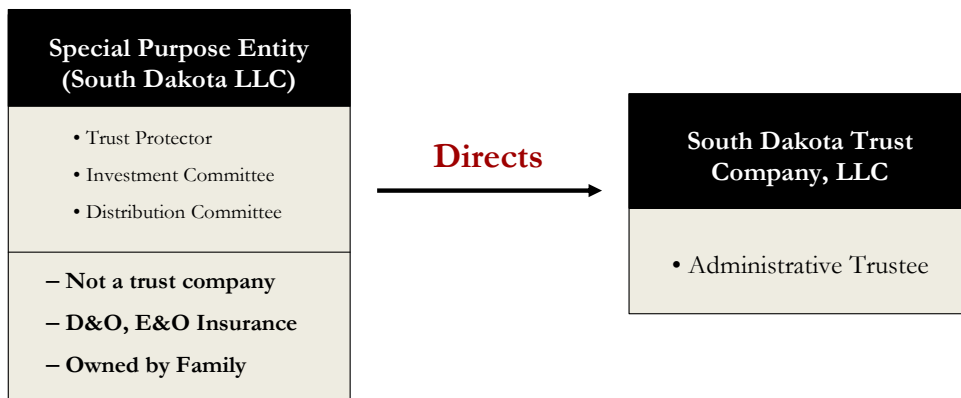 Special Purpose Entity
(South Dakota LLC)
• Trust Protector
• Investment Committee
• Distribution Committee
– Not a trust company
– D&O, E&O Insurance
– Owned by Family
Directs
South Dakota Trust
Company, LLC
• Administrative Trustee